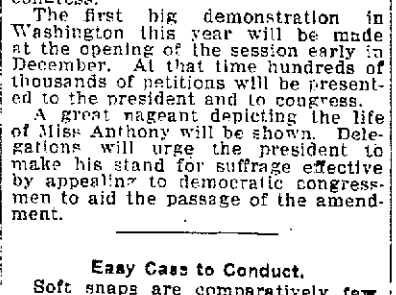 congress.
The first big demonstration in
Washington this year will be made
at the opening of the session early in
December. At that time hundreds of
thousands of petitions will be present-
ed to the president and to congress.
A great pageant depicting the life
of Miss Anthony will be shown. Dele-
gations will urge the president to
make his stand for suffrage effective
by appealing to democratic congress-
men to aid the passage of the amend-
ment.
Easy Case to Conduct.
Soft snaps are comparatively few